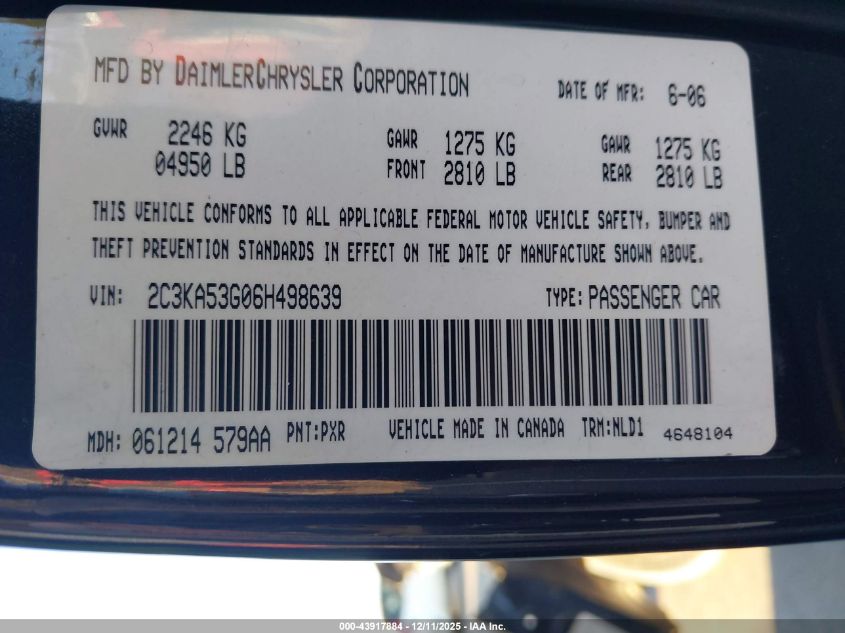 MFD BY DAIMLERCHRYSLER CORPORATION DATE OF MFR: 6-06
GVWR 2246 KG GAWR 1275 KG GAWR 1275 KG
04950 LB FRONT 2810 LB REAR 2810 LB
THIS VEHICLE CONFORMS TO ALL APPLICABLE FEDERAL MOTOR VEHICLE SAFETY, BUMPER AND
THEFT PREVENTION STANDARDS IN EFFECT ON THE DATE OF MANUFACTURE SHOWN ABOVE.
VIN: 2C3KA53G06H498639 TYPE: PASSENGER CAR
MDH: 061214 579AA PNT:PXR VEHICLE MADE IN CANADA TRM:NLD1 4648104
000-43917884 - 12/11/2025 - IAA Inc.